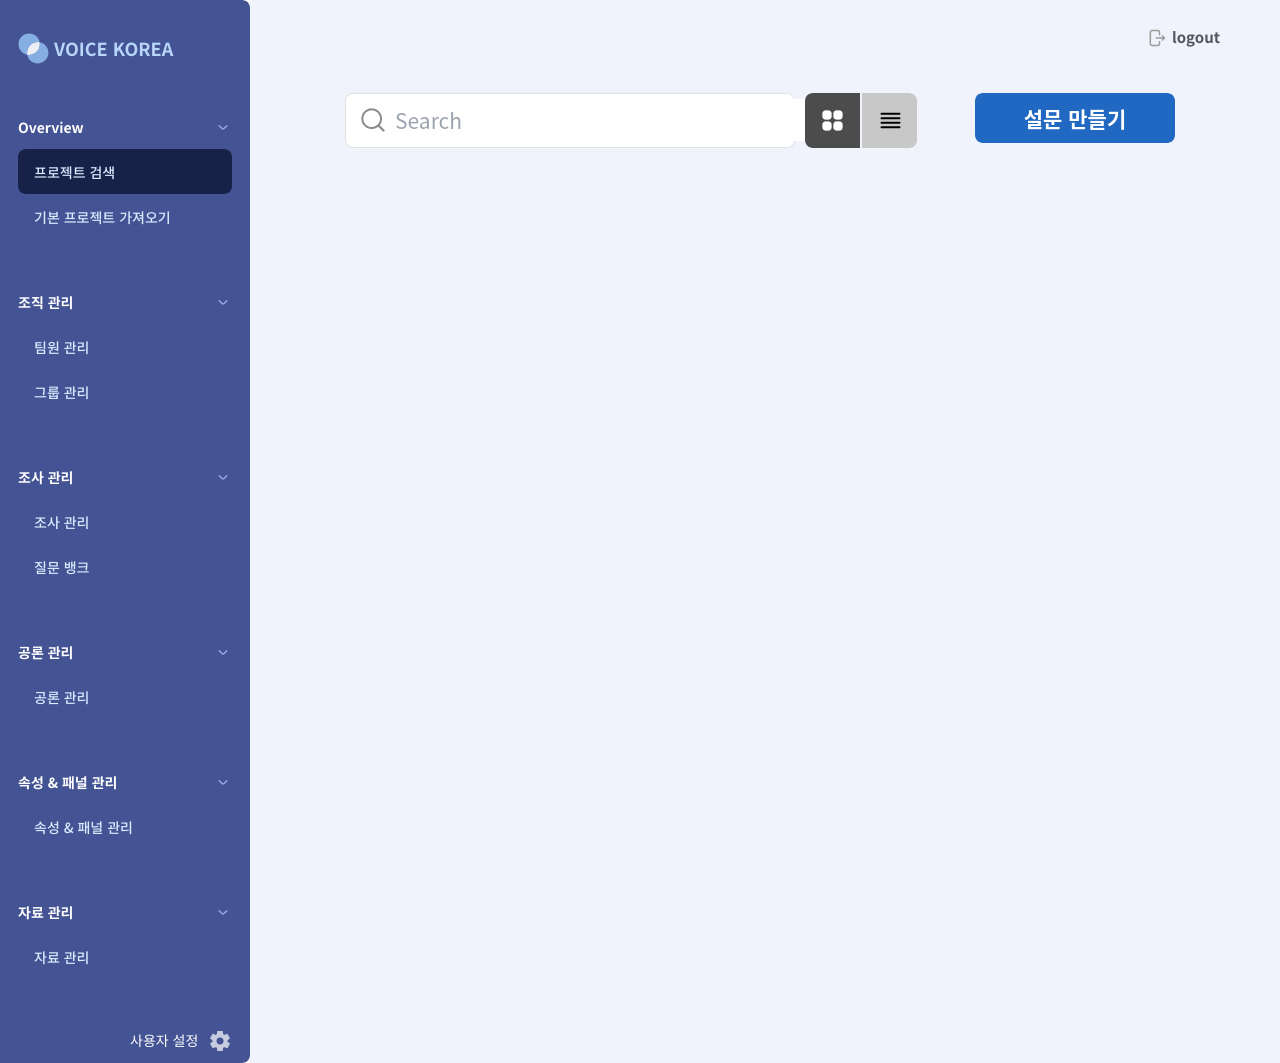 VOICE KOREA
Overview
프로젝트 검색
기본 프로젝트 가져오기
조직 관리
팀원 관리
그룹 관리
조사 관리
조사 관리
질문 뱅크
공론 관리
공론 관리
속성 & 패널 관리
속성 & 패널 관리
자료 관리
자료 관리
사용자 설정
logout
Search
설문 만들기